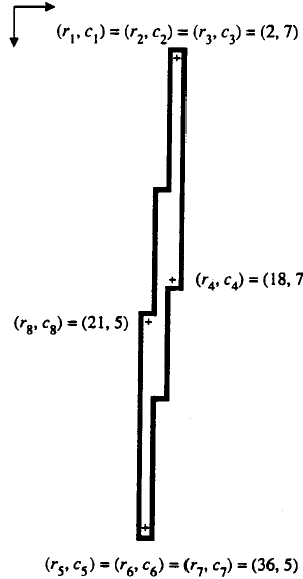 (r₁, c₁) = (r₂, c₂) = (r₃, c₃) = (2, 7)
(r₄, c₄) = (18, 7
(r₈, c₈) = (21, 5)
(r₅, c₅) = (r₆, c₆) = (r₇, c₇) = (36, 5)